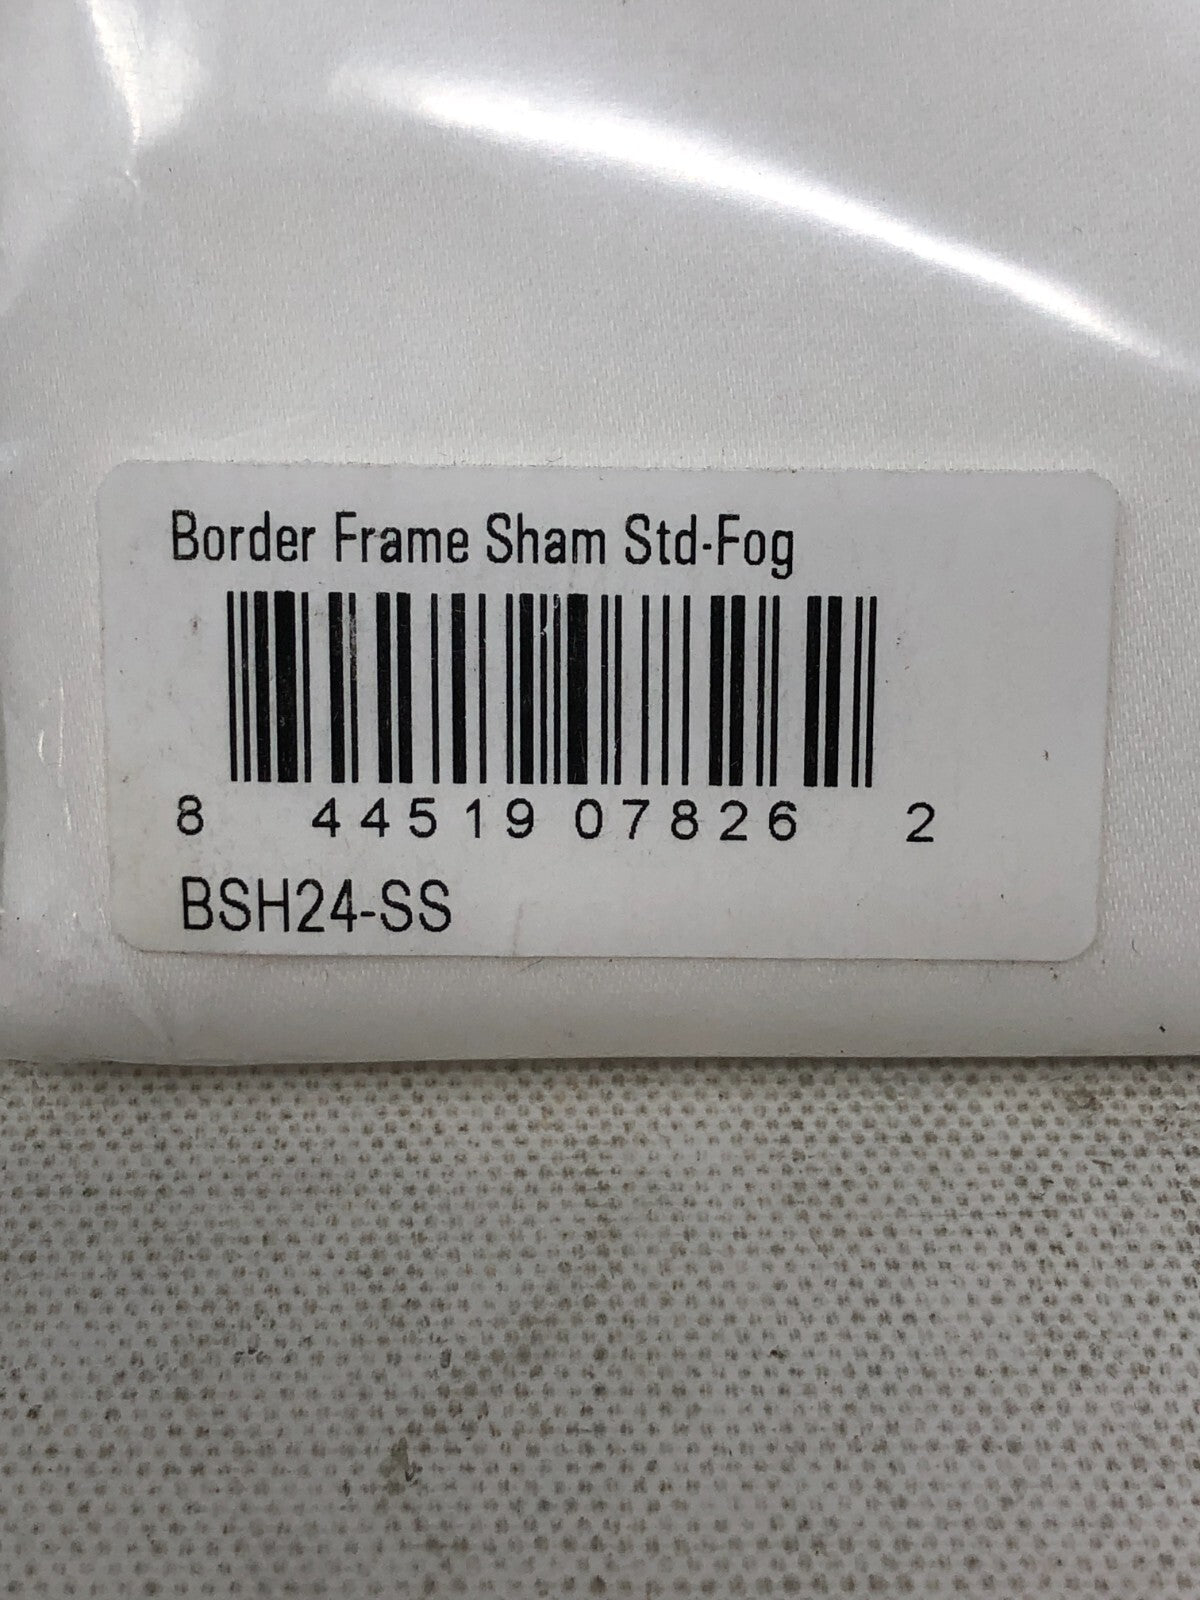 Border Frame Sham Std-Fog
8 44519 07826 2
BSH24-SS